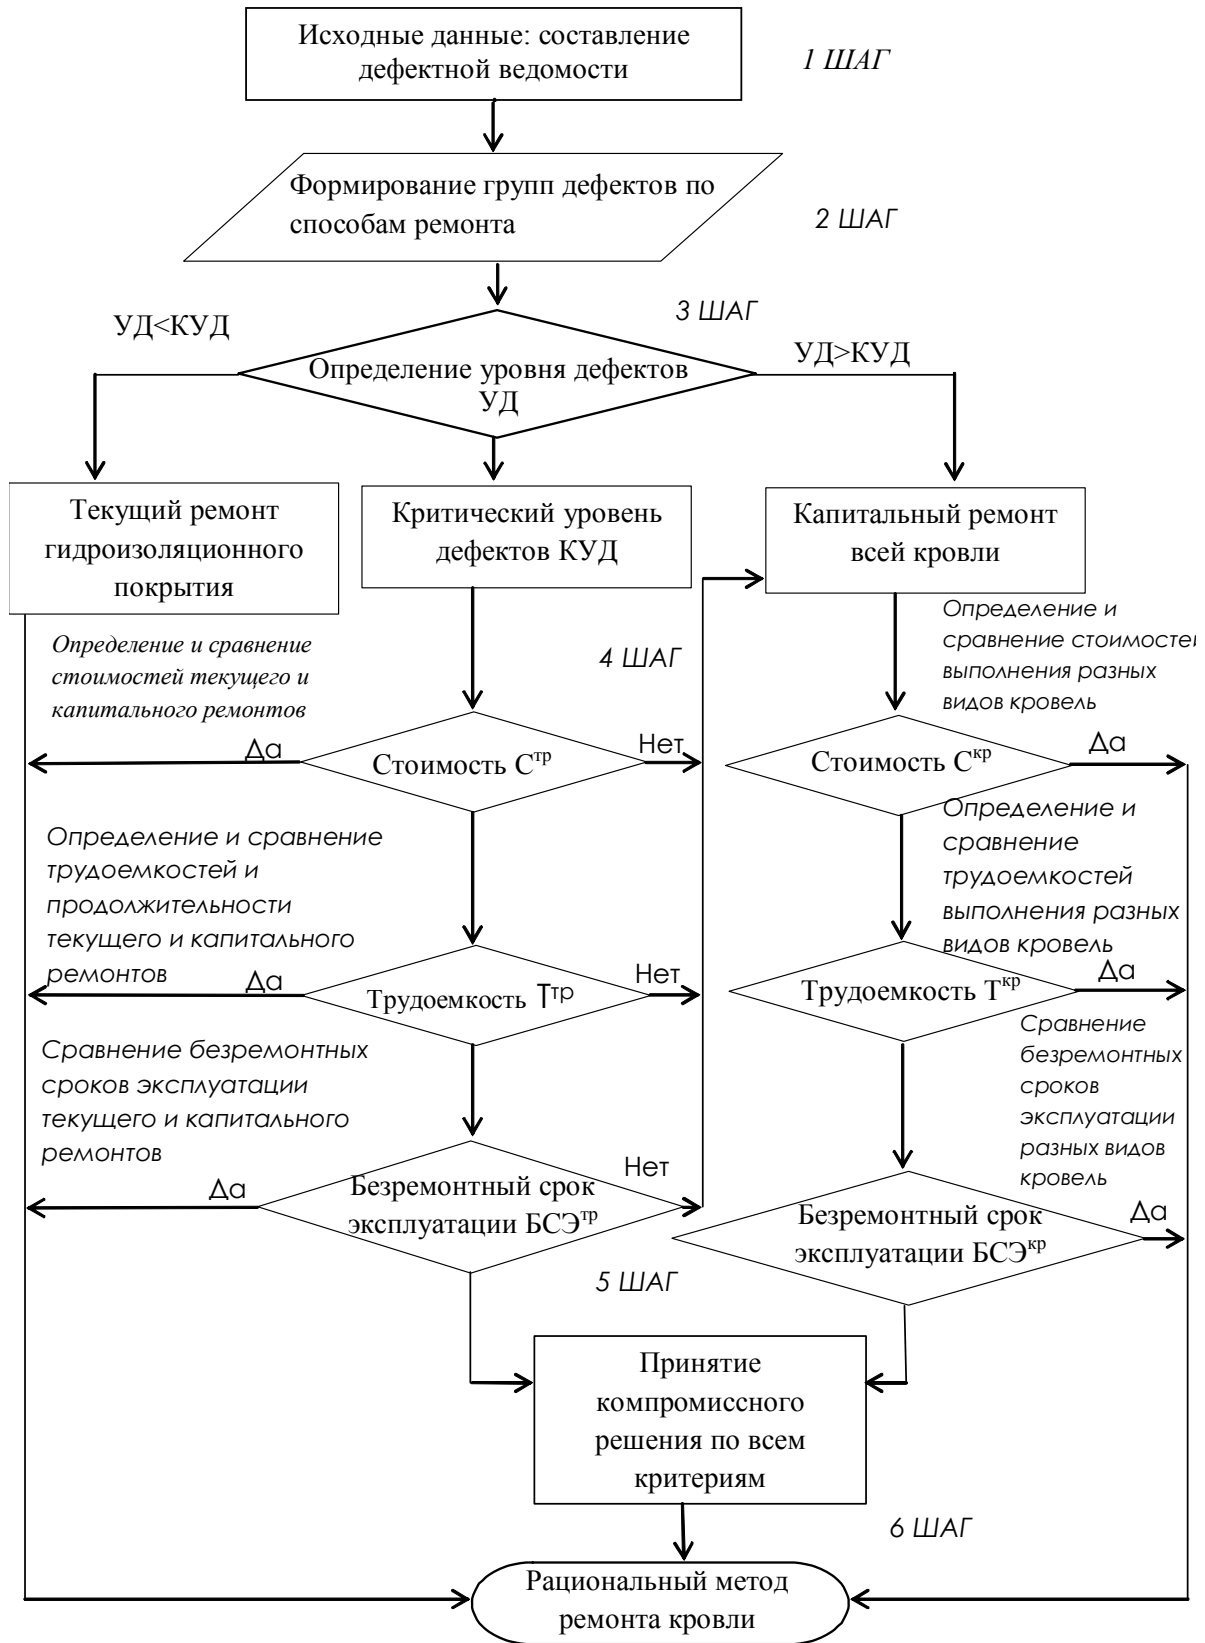 Исходные данные: составление
дефектной ведомости
1 ШАГ
Формирование групп дефектов по
способам ремонта
2 ШАГ
3 ШАГ
УД<КУД
УД>КУД
Определение уровня дефектов
УД
Текущий ремонт
гидроизоляционного
покрытия
Критический уровень
дефектов КУД
Капитальный ремонт
всей кровли
Определение и сравнение
стоимостей текущего и
капитального ремонтов
4 ШАГ
Определение и
сравнение стоимостей
выполнения разных
видов кровель
Да
Стоимость Стр
Нет
Стоимость Скр
Да
Определение и сравнение
трудоемкостей и
продолжительности
текущего и капитального
ремонтов
Определение и
сравнение
трудоемкостей
выполнения разных
видов кровель
Да
Трудоемкость Ттр
Нет
Трудоемкость Ткр
Да
Сравнение безремонтных
сроков эксплуатации
текущего и капитального
ремонтов
Сравнение
безремонтных
сроков
эксплуатации
разных видов
кровель
Да
Безремонтный срок
эксплуатации БСЭтр
Нет
Безремонтный срок
эксплуатации БСЭкр
Да
5 ШАГ
Принятие
компромиссного
решения по всем
критериям
6 ШАГ
Рациональный метод
ремонта кровли